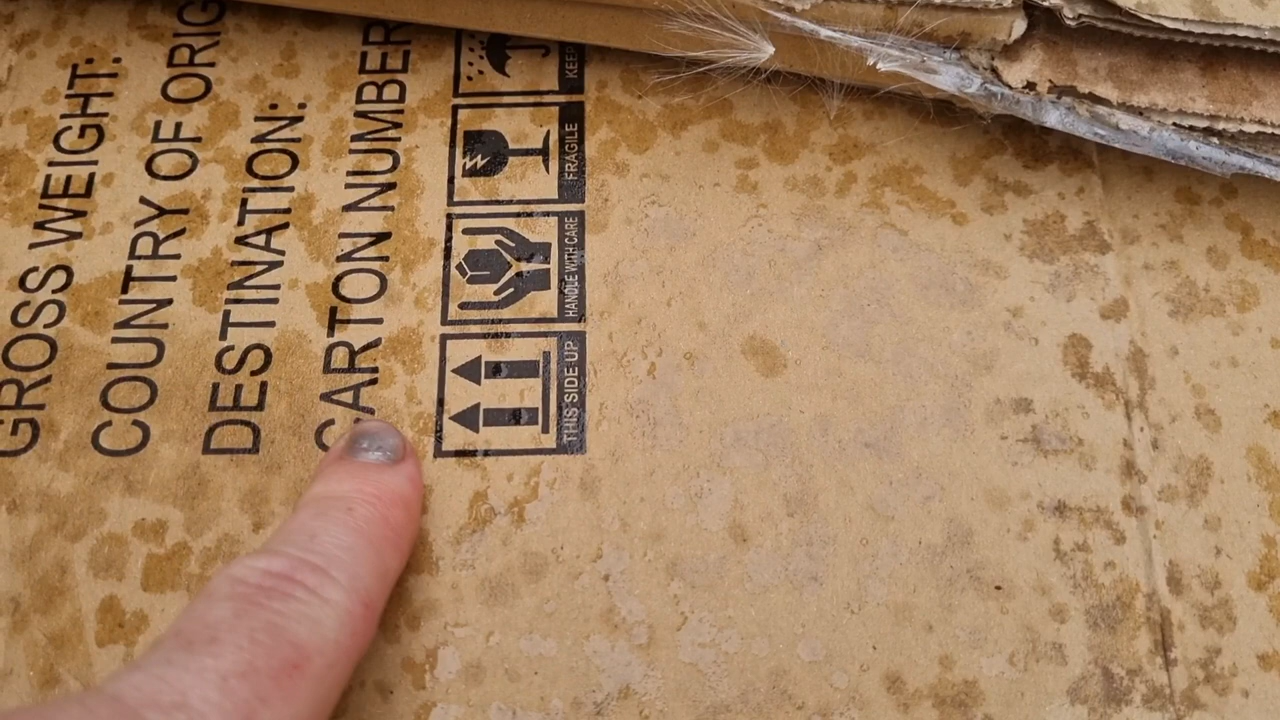 GROSS WEIGHT:
COUNTRY OF ORIG
DESTINATION:
CARTON NUMBER
THIS SIDE UP
HANDLE WITH CARE
FRAGILE
KEEP